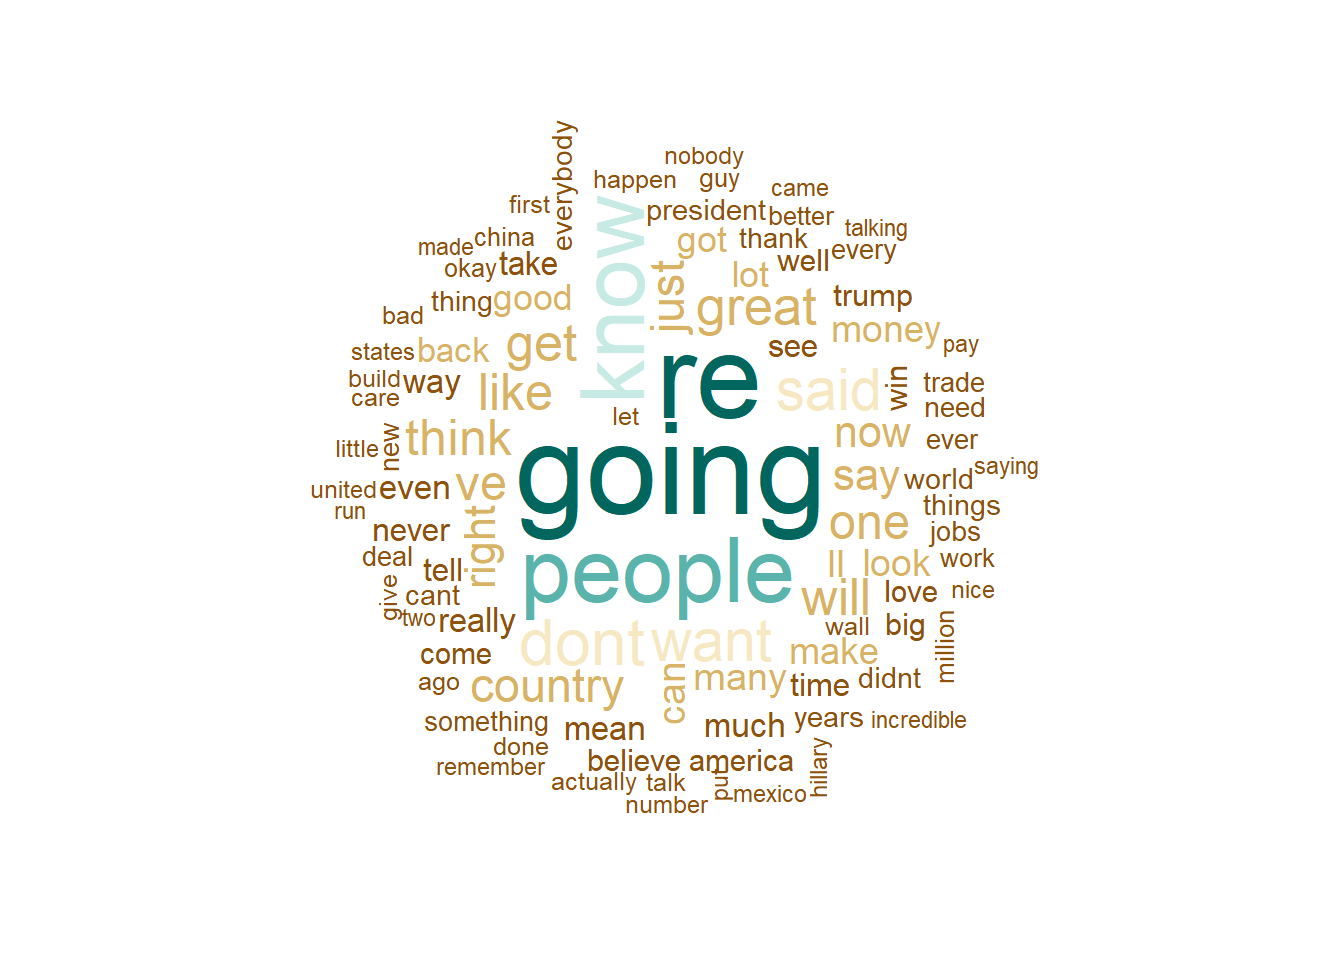 nobody
happen
guy
everybody
came
first
president
better
know
talking
made
china
got
thank
every
okay
take
just
lot
well
thing
good
great
trump
bad
money
states
back
get
see
pay
re
build
way
like
said
win
trade
care
need
let
little
new
think
now
ever
saying
united
even
ve
going
say
world
run
things
never
right
one
jobs
deal
people
ll
look
work
tell
give
cant
will
love
nice
two
really
dont
want
wall
big
million
come
make
ago
country
can
many
time
didnt
something
mean
much
years
incredible
done
remember
believe
america
hillary
actually
talk
put
mexico
number